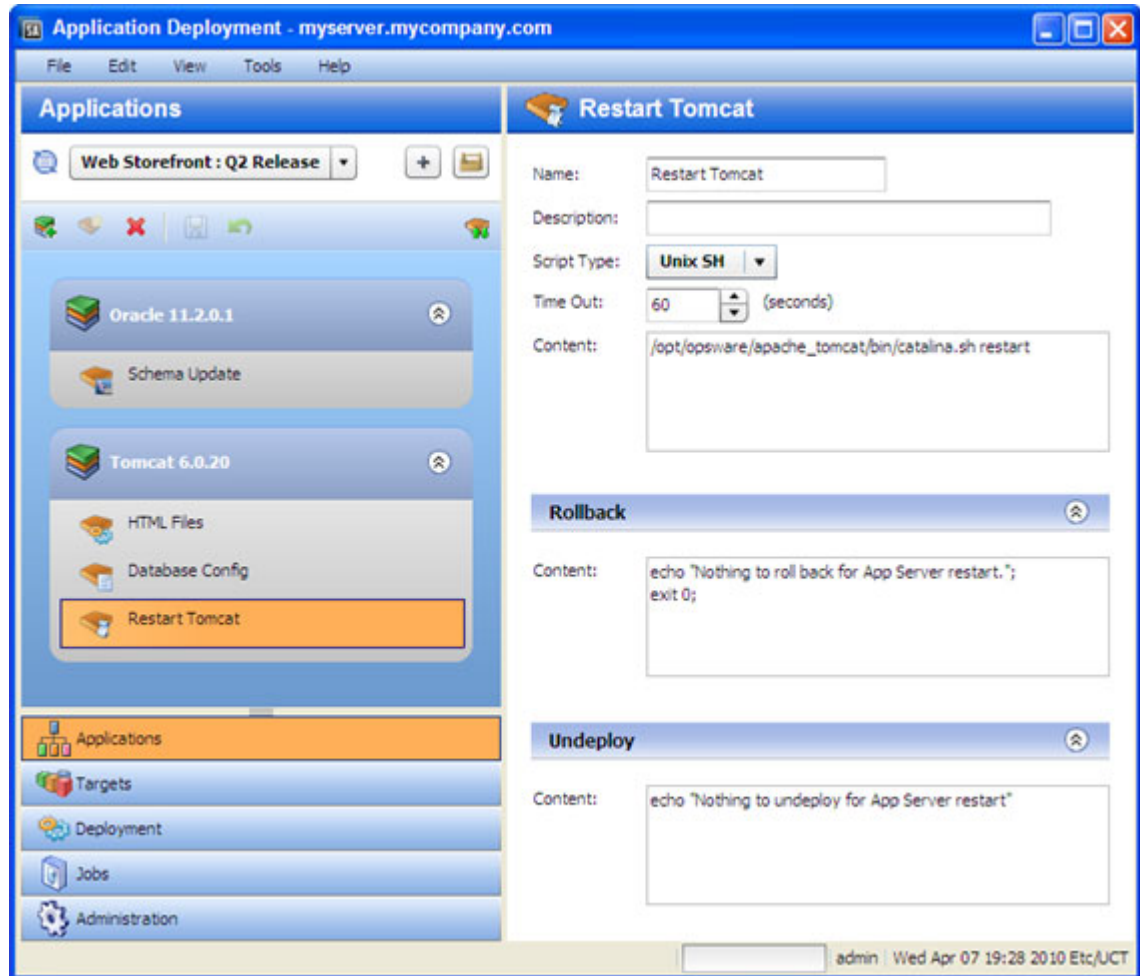 Application Deployment - myserver.mycompany.com
File Edit View Tools Help
Applications
Web Storefront : Q2 Release
Oracle 11.2.0.1
Schema Update
Tomcat 6.0.20
HTML Files
Database Config
Restart Tomcat
Applications
Targets
Deployment
Jobs
Administration
Restart Tomcat
Name: Restart Tomcat
Description:
Script Type: Unix SH
Time Out: 60 (seconds)
Content: /opt/opsware/apache_tomcat/bin/catalina.sh restart
Rollback
Content: echo "Nothing to roll back for App Server restart.";
exit 0;
Undeploy
Content: echo "Nothing to undeploy for App Server restart"
admin Wed Apr 07 19:28 2010 Etc/UCT